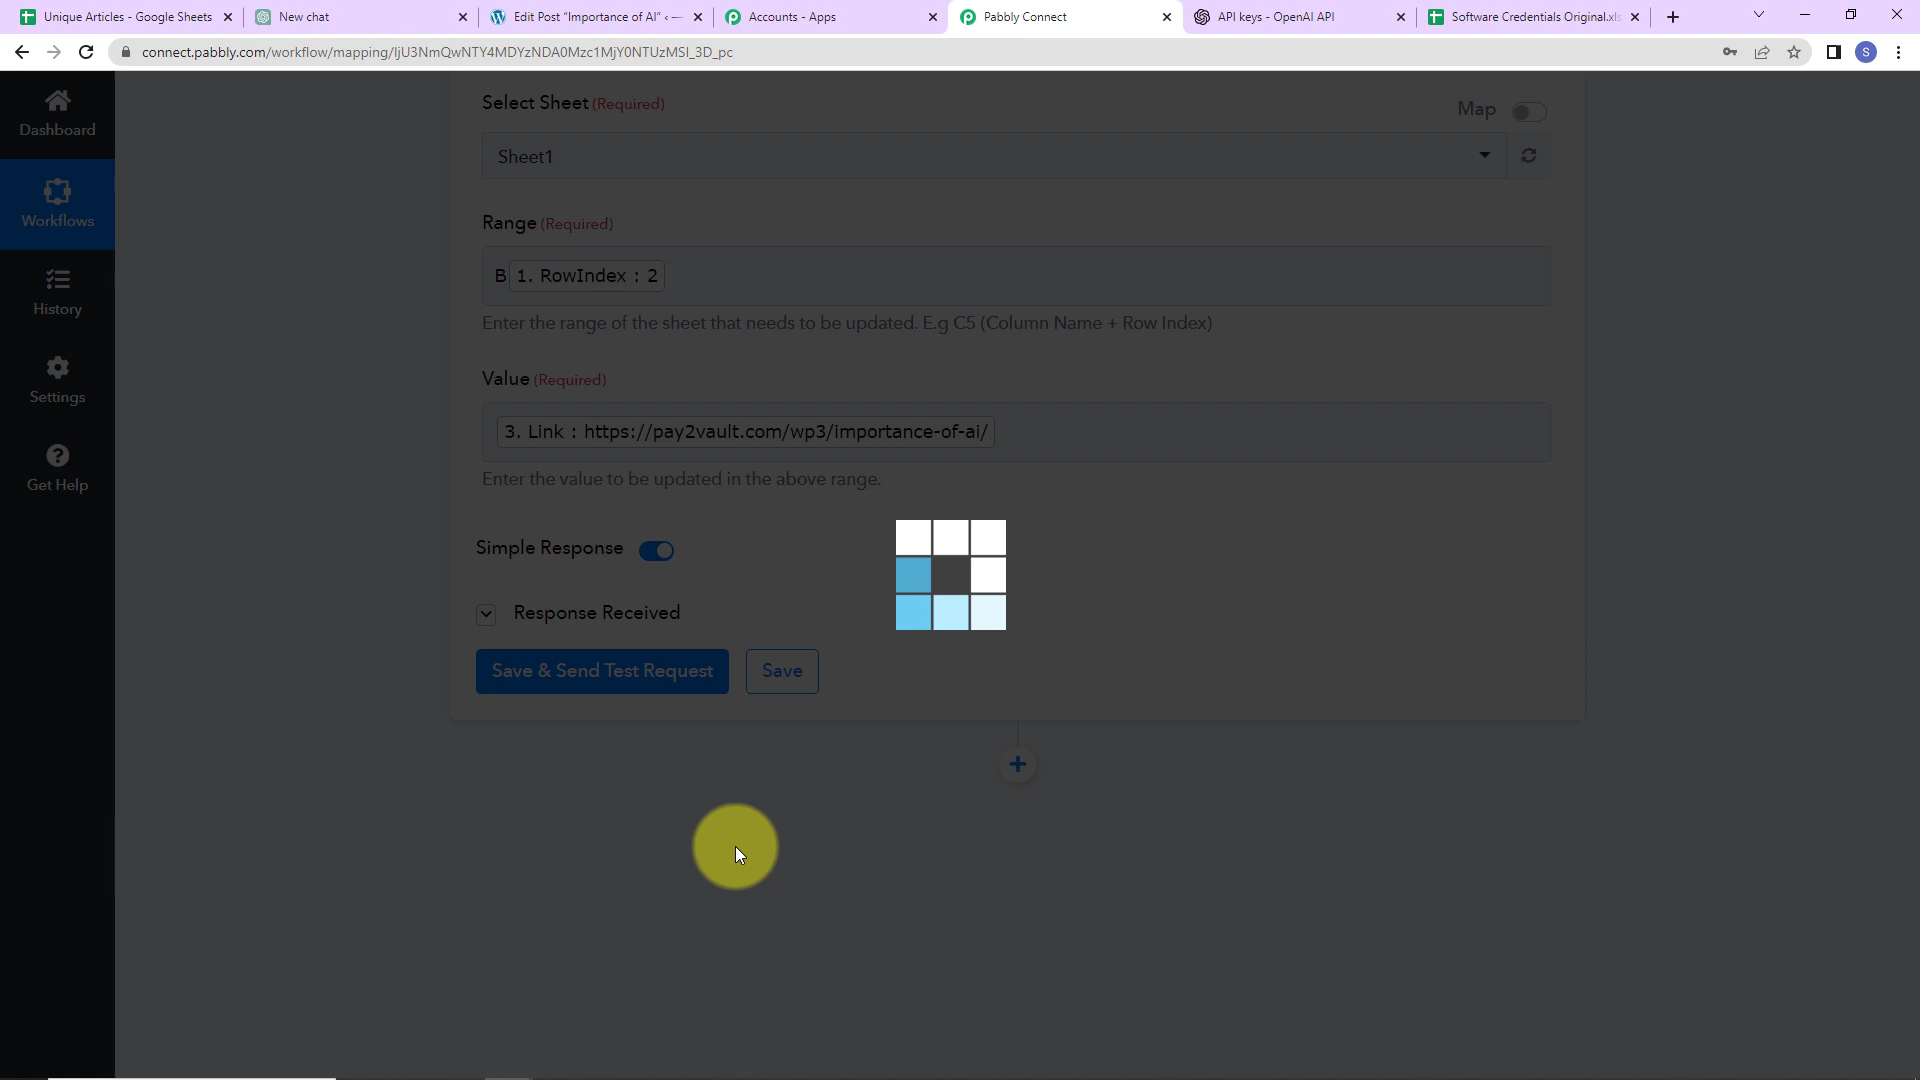 Unique Articles - Google Sheets
New chat
Edit Post “Importance of AI” ‹ —
Accounts - Apps
Pabbly Connect
API keys - OpenAI API
Software Credentials Original.xls
connect.pabbly.com/workflow/mapping/IjU3NmQwNTY4MDYzNDA0Mzc1MjY0NTUzMSI_3D_pc
S
Dashboard
Workflows
History
Settings
Get Help
Select Sheet (Required)
Map
Sheet1
Range (Required)
B 1. RowIndex : 2
Enter the range of the sheet that needs to be updated. E.g C5 (Column Name + Row Index)
Value (Required)
3. Link : https://pay2vault.com/wp3/importance-of-ai/
Enter the value to be updated in the above range.
Simple Response
Response Received
Save & Send Test Request
Save